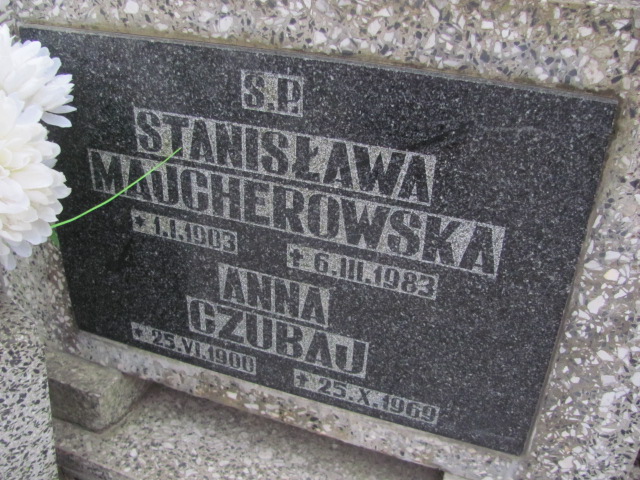 Ś.P.
STANISŁAWA
MAUCHEROWSKA
* 1.I.1903
✝ 6.III.1983
ANNA
CZUBAJ
* 25.VI.1900
✝ 25.X.1969